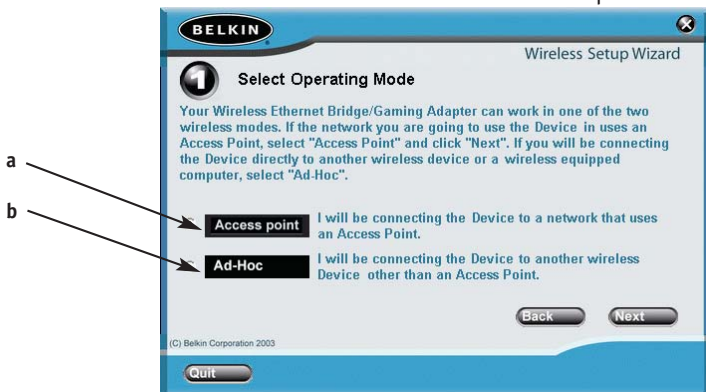 BELKIN
Wireless Setup Wizard
1 Select Operating Mode
Your Wireless Ethernet Bridge/Gaming Adapter can work in one of the two
wireless modes. If the network you are going to use the Device in uses an
Access Point, select "Access Point" and click "Next". If you will be connecting
the Device directly to another wireless device or a wireless equipped
computer, select "Ad-Hoc".
a
Access point I will be connecting the Device to a network that uses
an Access Point.
b
Ad-Hoc I will be connecting the Device to another wireless
Device other than an Access Point.
Back Next
(C) Belkin Corporation 2003
Quit